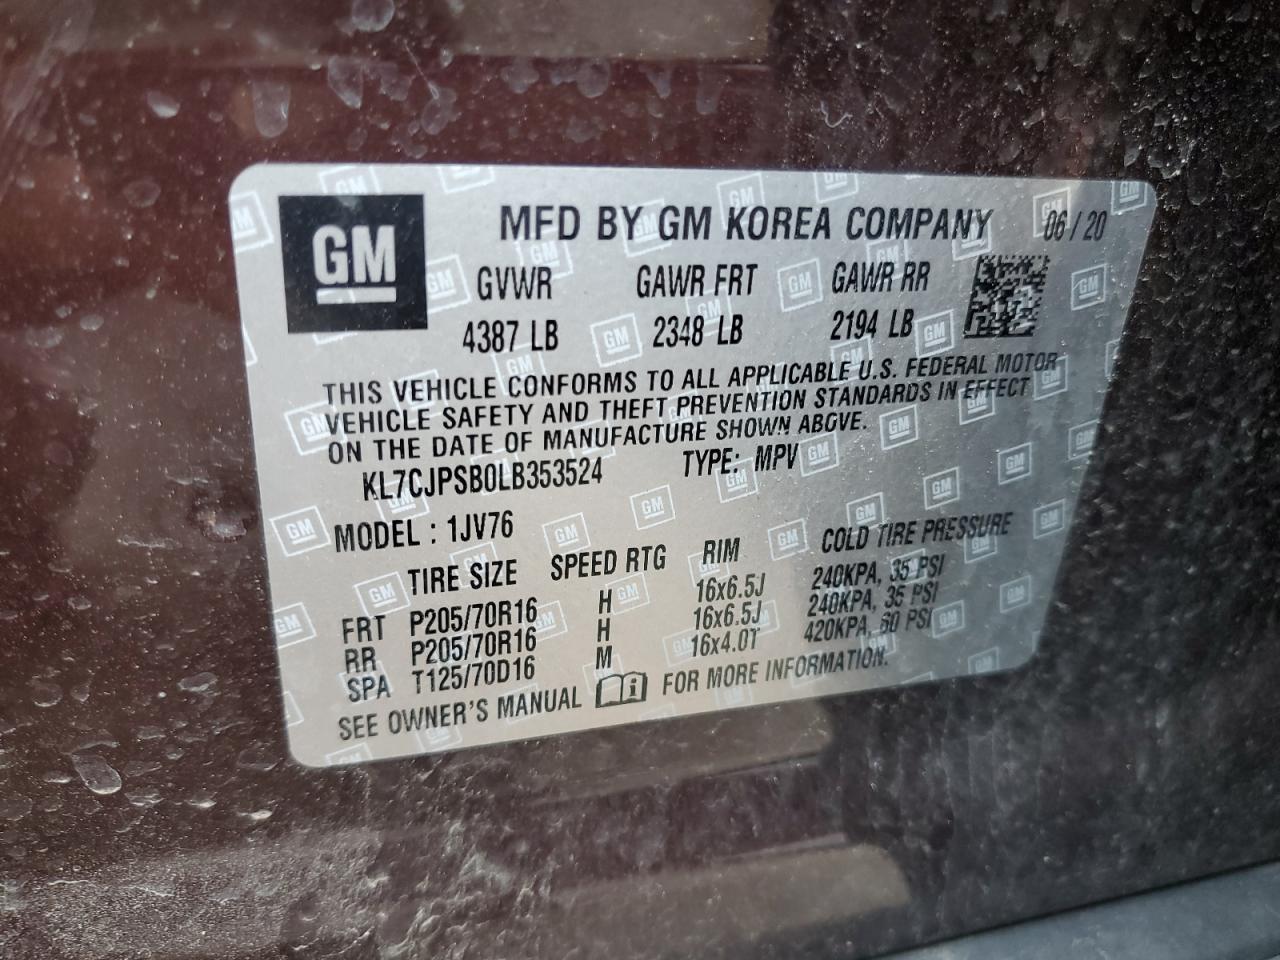 GM
MFD BY GM KOREA COMPANY 06/20
GVWR GAWR FRT GAWR RR
4387 LB 2348 LB 2194 LB
THIS VEHICLE CONFORMS TO ALL APPLICABLE U.S. FEDERAL MOTOR
VEHICLE SAFETY AND THEFT PREVENTION STANDARDS IN EFFECT
ON THE DATE OF MANUFACTURE SHOWN ABOVE.
KL7CJPSB0LB353524 TYPE: MPV
MODEL : 1JV76
TIRE SIZE SPEED RTG RIM COLD TIRE PRESSURE
FRT P205/70R16 H 16x6.5J 240KPA, 35 PSI
RR P205/70R16 H 16x6.5J 240KPA, 35 PSI
SPA T125/70D16 M 16x4.0T 420KPA, 60 PSI
SEE OWNER'S MANUAL i FOR MORE INFORMATION.